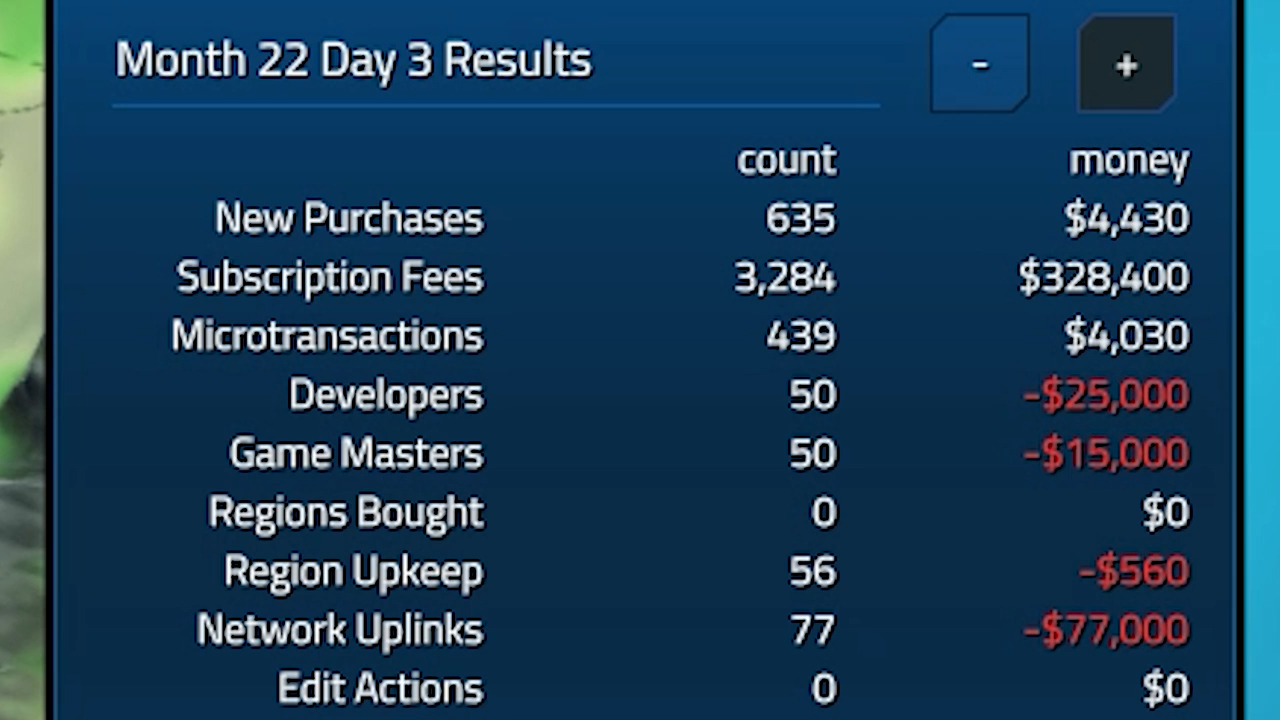 Month 22 Day 3 Results - +
count money
New Purchases 635 $4,430
Subscription Fees 3,284 $328,400
Microtransactions 439 $4,030
Developers 50 -$25,000
Game Masters 50 -$15,000
Regions Bought 0 $0
Region Upkeep 56 -$560
Network Uplinks 77 -$77,000
Edit Actions 0 $0